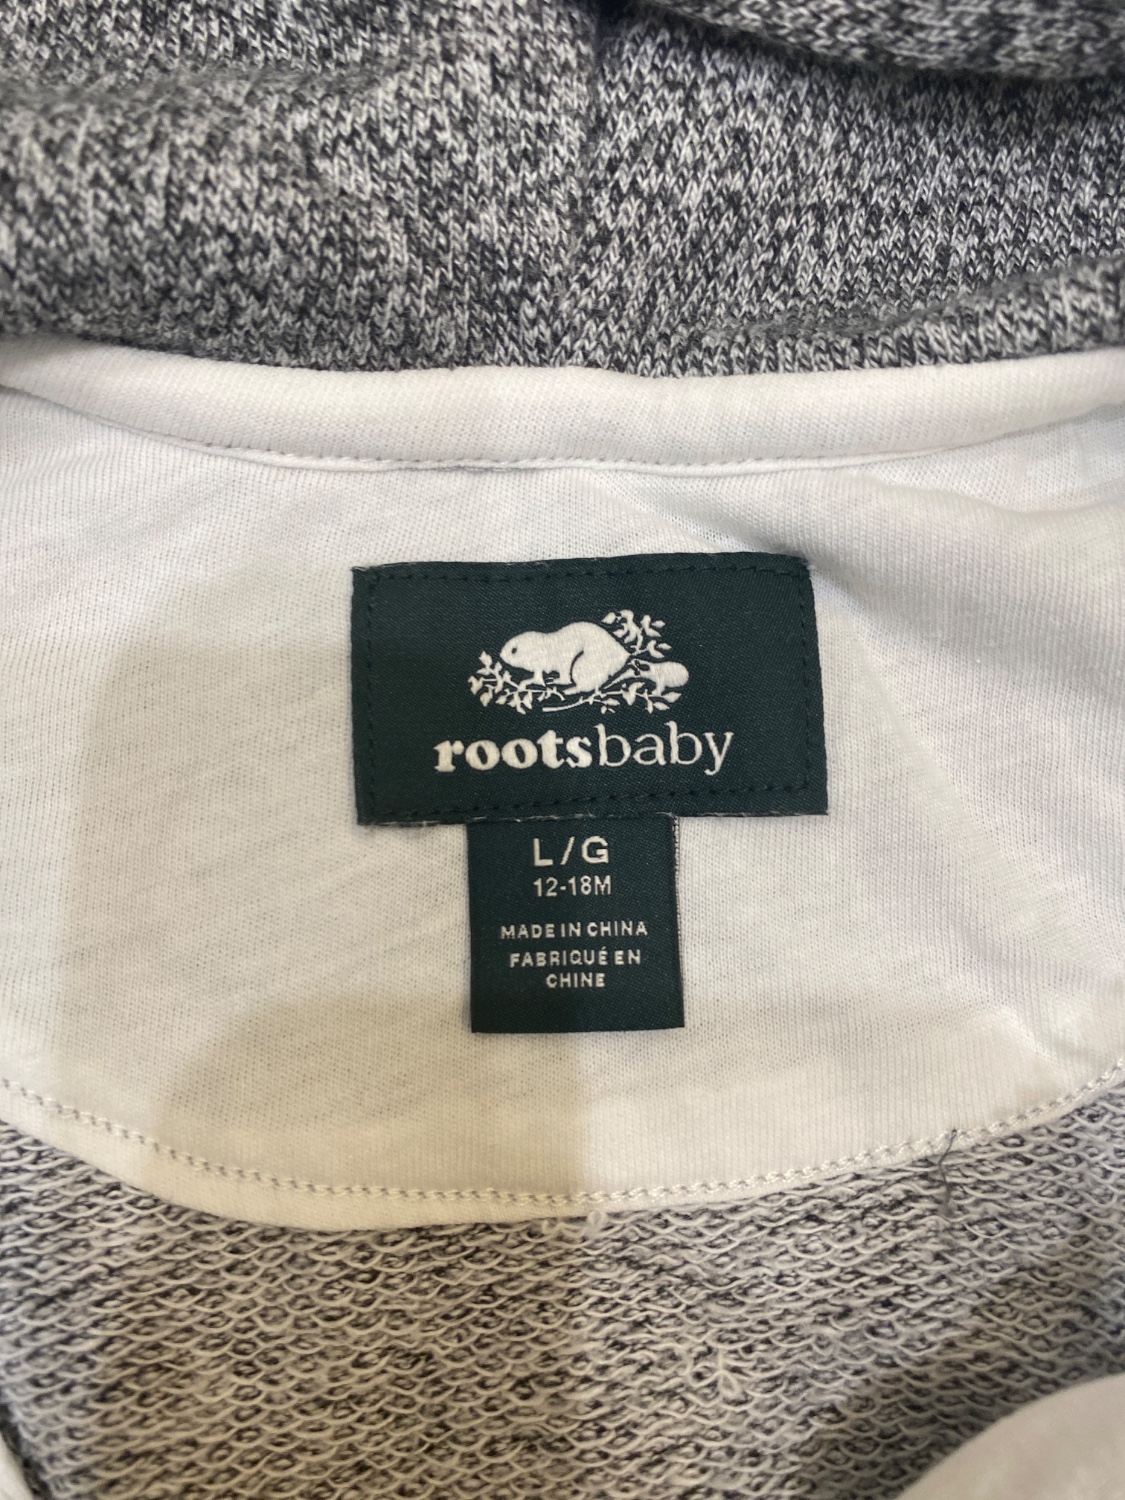 rootsbaby
L/G
12-18M
MADE IN CHINA
FABRIQUÉ EN
CHINE